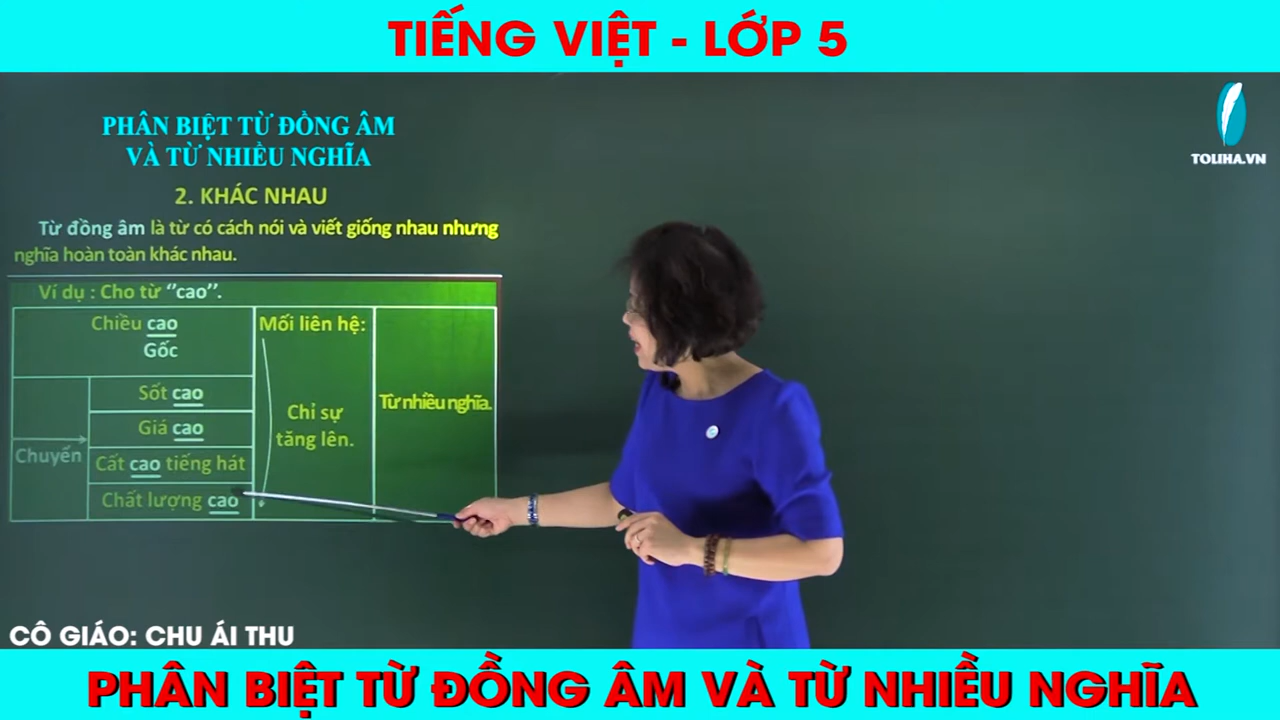 TIẾNG VIỆT - LỚP 5
TOLIHA.VN
PHÂN BIỆT TỪ ĐỒNG ÂM
VÀ TỪ NHIỀU NGHĨA
2. KHÁC NHAU
Từ đồng âm là từ có cách nói và viết giống nhau nhưng
nghĩa hoàn toàn khác nhau.
Ví dụ : Cho từ “cao”.
Chiều cao
Gốc
Mối liên hệ:
Chuyển
Sốt cao
Giá cao
Cất cao tiếng hát
Chất lượng cao
Chỉ sự
tăng lên.
Từ nhiều nghĩa.
CÔ GIÁO: CHU ÁI THU
PHÂN BIỆT TỪ ĐỒNG ÂM VÀ TỪ NHIỀU NGHĨA